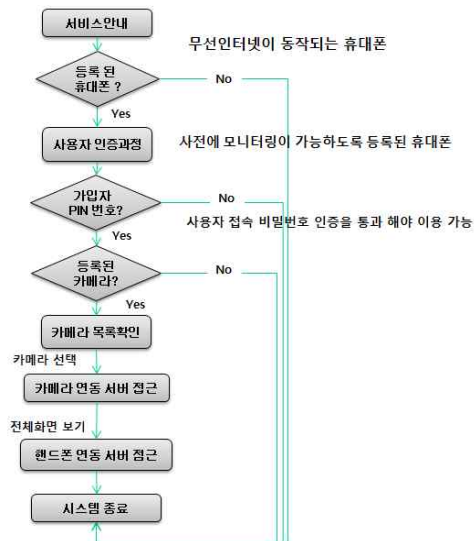 서비스안내
무선인터넷이 동작되는 휴대폰
등록 된
휴대폰 ?
No
Yes
사용자 인증과정
사전에 모니터링이 가능하도록 등록된 휴대폰
가입자
PIN 번호?
No
사용자 접속 비밀번호 인증을 통과 해야 이용 가능
Yes
등록된
카메라?
No
Yes
카메라 목록확인
카메라 선택
카메라 연동 서버 접근
전체화면 보기
핸드폰 연동 서버 접근
시스템 종료